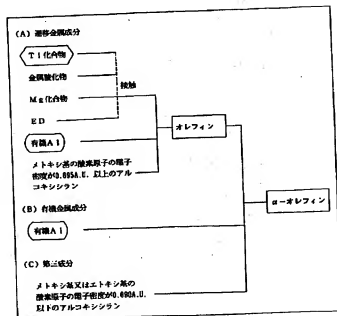 (A) 遷移金属成分
Ti化合物
金属酸化物
接触
Mg化合物
ED
有機Al
オレフィン
メトキシ基の酸素原子の電子
密度が0.695A.U.以上のアル
コキシシラン
(B) 有機金属成分
α-オレフィン
有機Al
(C) 第三成分
メトキシ基又はエトキシ基の
酸素原子の電子密度が0.690A.U.
以下のアルコキシシラン